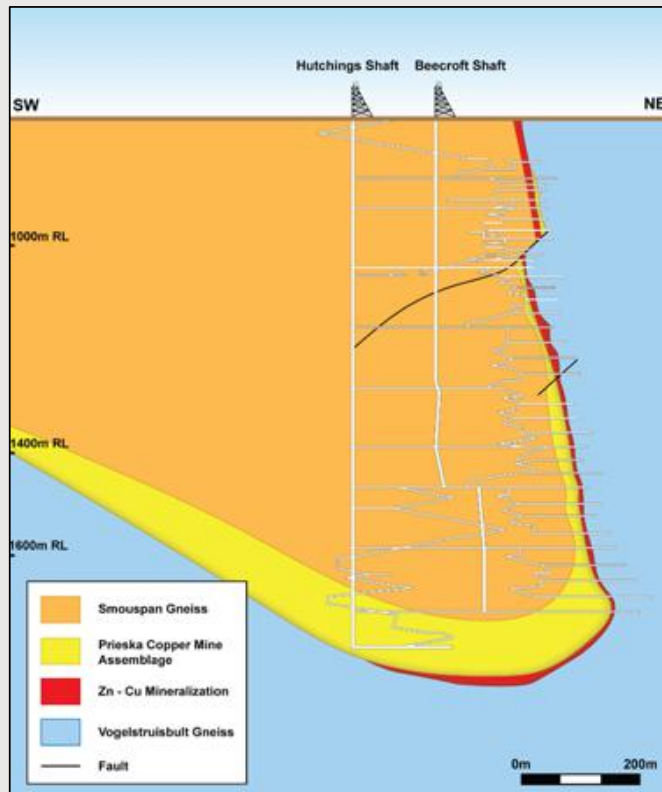 Hutchings Shaft
Beecroft Shaft
SW
NE
1000m RL
1400m RL
1600m RL
Smouspan Gneiss
Prieska Copper Mine
Assemblage
Zn - Cu Mineralization
Vogelstruisbult Gneiss
Fault
0m
200m